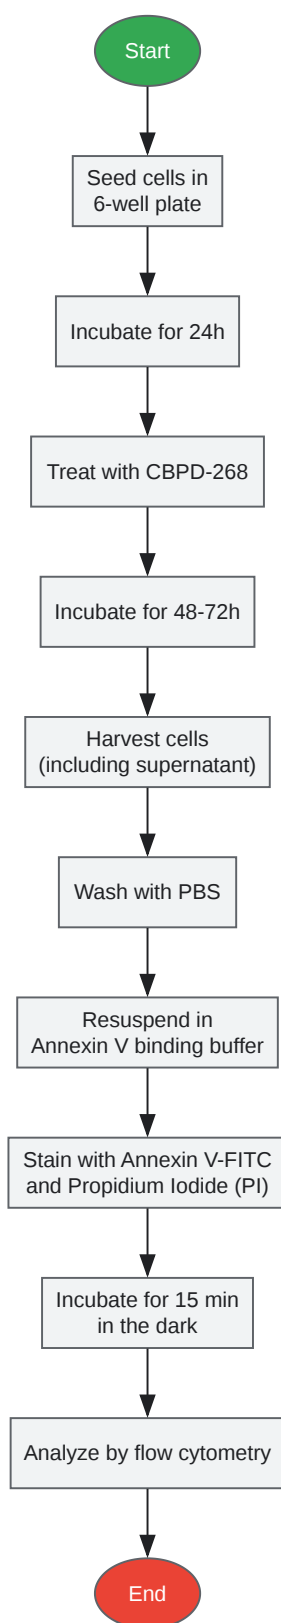 Start
Seed cells in
6-well plate
Incubate for 24h
Treat with CBPD-268
Incubate for 48-72h
Harvest cells
(including supernatant)
Wash with PBS
Resuspend in
Annexin V binding buffer
Stain with Annexin V-FITC
and Propidium Iodide (PI)
Incubate for 15 min
in the dark
Analyze by flow cytometry
End